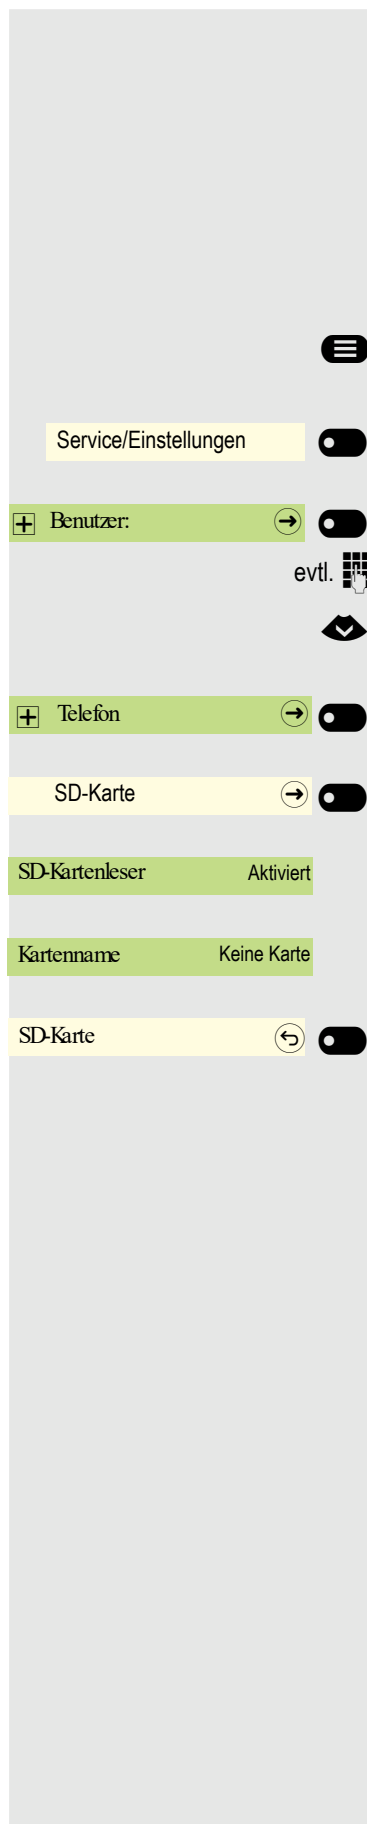 Service/Einstellungen
Benutzer:
evtl.
Telefon
SD-Karte
SD-Kartenleser Aktiviert
Kartenname Keine Karte
SD-Karte